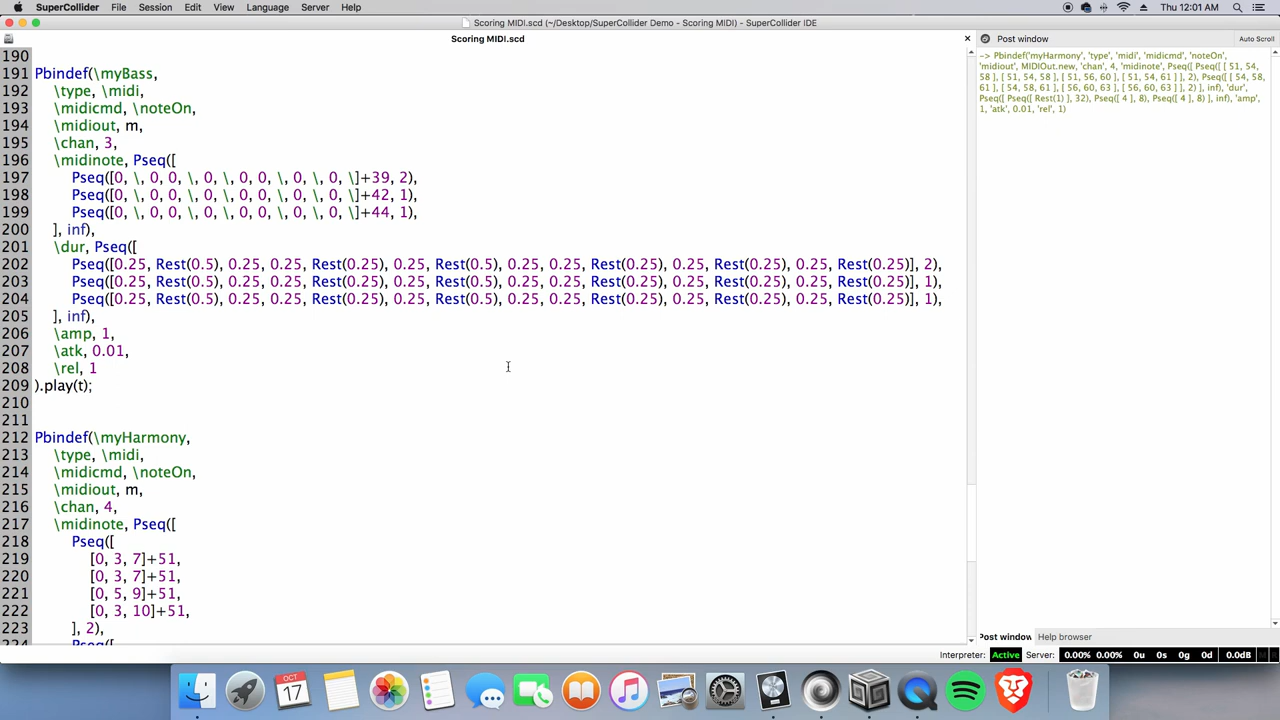 SuperCollider File Session Edit View Language Server Help Thu 12:01 AM
Scoring MIDI.scd (~/Desktop/SuperCollider Demo - Scoring MIDI) - SuperCollider IDE
Scoring MIDI.scd
190
191 Pbindef(\myBass,
192 \type, \midi,
193 \midicmd, \noteOn,
194 \midiout, m,
195 \chan, 3,
196 \midinote, Pseq([
197 Pseq([0, \, 0, 0, \, 0, \, 0, 0, \, 0, \, 0, \]+39, 2),
198 Pseq([0, \, 0, 0, \, 0, \, 0, 0, \, 0, \, 0, \]+42, 1),
199 Pseq([0, \, 0, 0, \, 0, \, 0, 0, \, 0, \, 0, \]+44, 1),
200 ], inf),
201 \dur, Pseq([
202 Pseq([0.25, Rest(0.5), 0.25, 0.25, Rest(0.25), 0.25, Rest(0.5), 0.25, 0.25, Rest(0.25), 0.25, Rest(0.25), 0.25, Rest(0.25)], 2),
203 Pseq([0.25, Rest(0.5), 0.25, 0.25, Rest(0.25), 0.25, Rest(0.5), 0.25, 0.25, Rest(0.25), 0.25, Rest(0.25), 0.25, Rest(0.25)], 1),
204 Pseq([0.25, Rest(0.5), 0.25, 0.25, Rest(0.25), 0.25, Rest(0.5), 0.25, 0.25, Rest(0.25), 0.25, Rest(0.25), 0.25, Rest(0.25)], 1),
205 ], inf),
206 \amp, 1,
207 \atk, 0.01,
208 \rel, 1
209 ).play(t);
210
211
212 Pbindef(\myHarmony,
213 \type, \midi,
214 \midicmd, \noteOn,
215 \midiout, m,
216 \chan, 4,
217 \midinote, Pseq([
218 Pseq([
219 [0, 3, 7]+51,
220 [0, 3, 7]+51,
221 [0, 5, 9]+51,
222 [0, 3, 10]+51,
223 ], 2),
224 Pseq([
Post window Auto Scroll
-> Pbindef('myHarmony', 'type', 'midi', 'midicmd', 'noteOn',
'midiout', MIDIOut.new, 'chan', 4, 'midinote', Pseq([ Pseq([ [ 51, 54,
58 ], [ 51, 54, 58 ], [ 51, 56, 60 ], [ 51, 54, 61 ] ], 2), Pseq([ [ 54, 58,
61 ], [ 54, 58, 61 ], [ 56, 60, 63 ], [ 56, 60, 63 ] ], 2) ], inf), 'dur',
Pseq([ Pseq([ Rest(1) ], 32), Pseq([ 4 ], 8), Pseq([ 4 ], 8) ], inf), 'amp',
1, 'atk', 0.01, 'rel', 1)
Post window Help browser
Interpreter: Active Server: 0.00% 0.00% 0u 0s 0g 0d 0.0dB M R
OCT
17